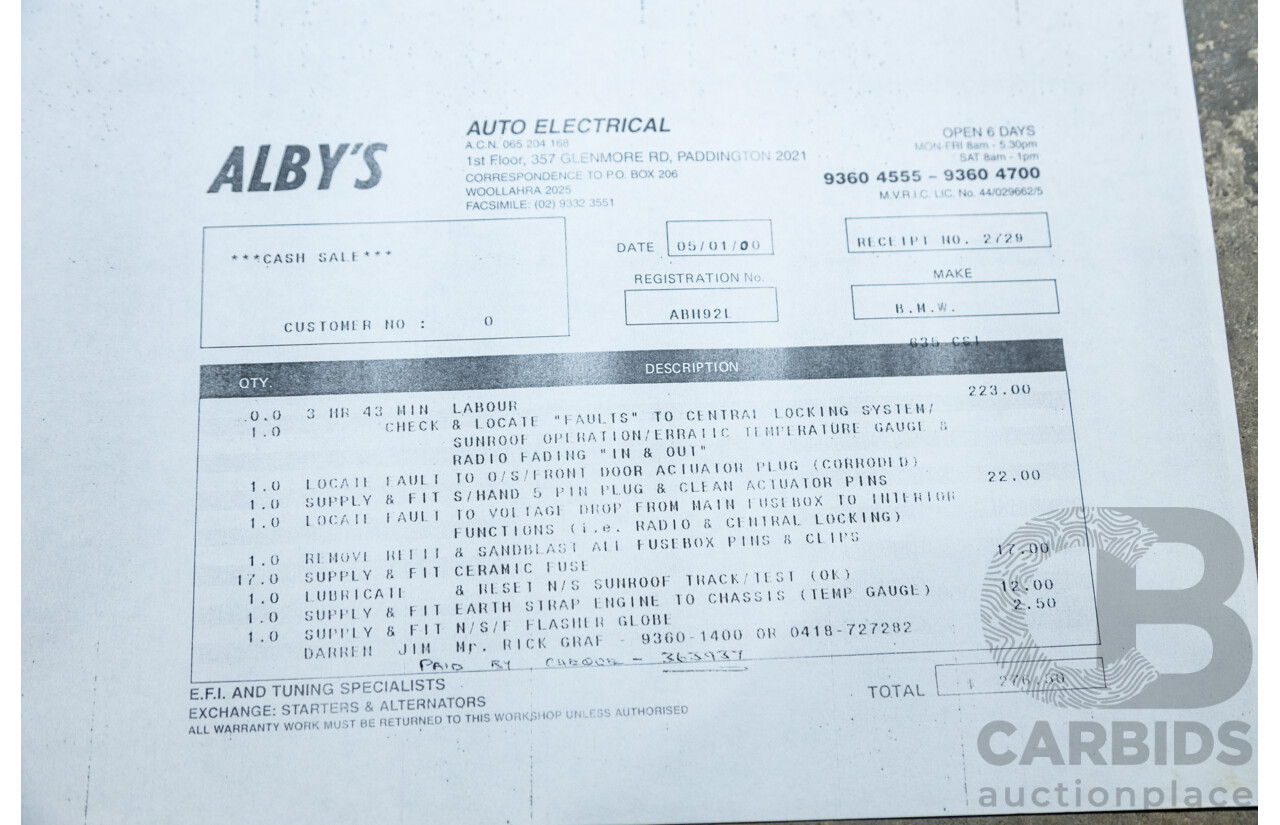 ALBY'S
AUTO ELECTRICAL
A.C.N. 065 204 168
1st Floor, 357 GLENMORE RD, PADDINGTON 2021
CORRESPONDENCE TO P.O. BOX 206
WOOLLAHRA 2025
FACSIMILE: (02) 9332 3551
OPEN 6 DAYS
MON-FRI 8am - 5.30pm
SAT 8am - 1pm
9360 4555 – 9360 4700
M.V.R.I.C. LIC. No. 44/029662/5
***CASH SALE***
CUSTOMER NO : 0
DATE 05/01/00
RECEIPT NO. 2729
REGISTRATION No.
ABH92L
MAKE
B.M.W.
635 CSI
QTY. DESCRIPTION
0.0 3 HR 43 MIN LABOUR 223.00
1.0 CHECK & LOCATE "FAULTS" TO CENTRAL LOCKING SYSTEM/
SUNROOF OPERATION/ERRATIC TEMPERATURE GAUGE &
RADIO FADING "IN & OUT"
1.0 LOCATE FAULT TO O/S/FRONT DOOR ACTUATOR PLUG (CORRODED)
1.0 SUPPLY & FIT S/HAND 5 PIN PLUG & CLEAN ACTUATOR PINS 22.00
1.0 LOCATE FAULT TO VOLTAGE DROP FROM MAIN FUSEBOX TO INTERIOR
FUNCTIONS (i.e. RADIO & CENTRAL LOCKING)
1.0 REMOVE REFIT & SANDBLAST ALL FUSEBOX PINS & CLIPS
17.0 SUPPLY & FIT CERAMIC FUSE 17.00
1.0 LUBRICATE & RESET N/S SUNROOF TRACK/TEST (OK)
1.0 SUPPLY & FIT EARTH STRAP ENGINE TO CHASSIS (TEMP GAUGE) 12.00
1.0 SUPPLY & FIT N/S/F FLASHER GLOBE 2.50
DARREN JIM Mr. RICK GRAF - 9360-1400 OR 0418-727282
PAID BY CHEQUE - 363937
E.F.I. AND TUNING SPECIALISTS
EXCHANGE: STARTERS & ALTERNATORS
ALL WARRANTY WORK MUST BE RETURNED TO THIS WORKSHOP UNLESS AUTHORISED
TOTAL $ 276.50
CB
CARBIDS
auctionplace